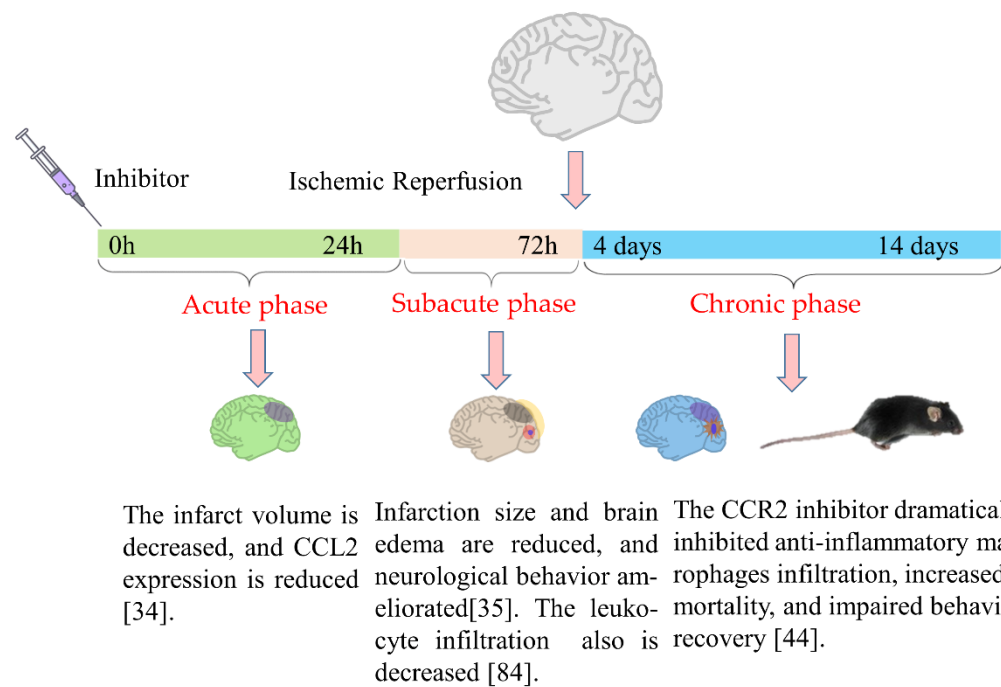 Inhibitor
Ischemic Reperfusion
0h 24h 72h 4 days 14 days
Acute phase
Subacute phase
Chronic phase
The infarct volume is
decreased, and CCL2
expression is reduced
[34].
Infarction size and brain
edema are reduced, and
neurological behavior am-
eliorated[35]. The leuko-
cyte infiltration also is
decreased [84].
The CCR2 inhibitor dramatical
inhibited anti-inflammatory ma
rophages infiltration, increased
mortality, and impaired behavi
recovery [44].